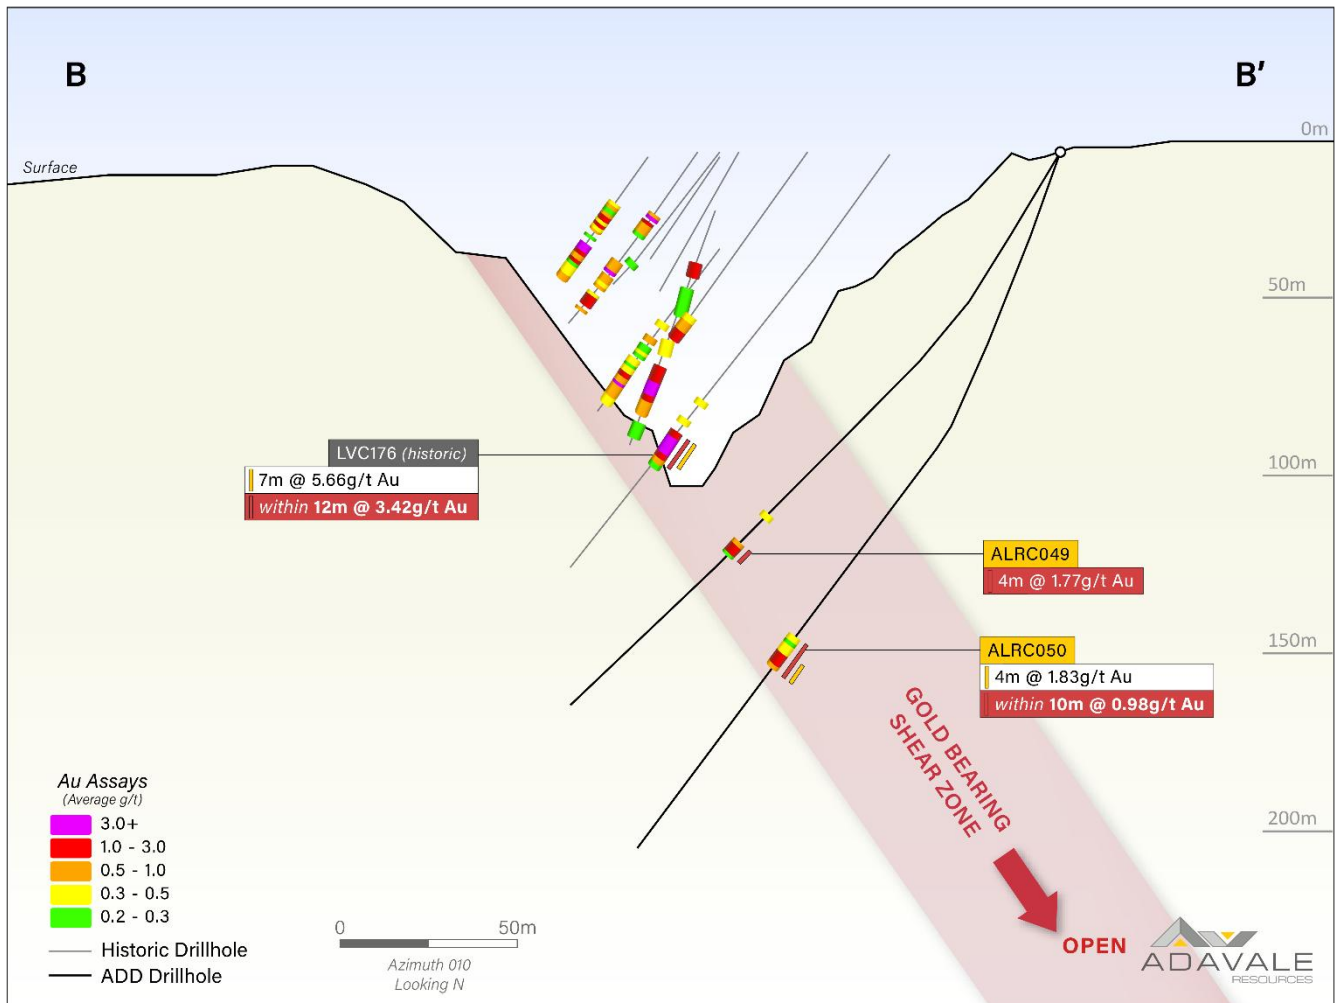 B
B′
0m
Surface
50m
LVC176 (historic)
7m @ 5.66g/t Au
within 12m @ 3.42g/t Au
100m
ALRC049
4m @ 1.77g/t Au
150m
ALRC050
4m @ 1.83g/t Au
within 10m @ 0.98g/t Au
GOLD BEARING
SHEAR ZONE
200m
OPEN
Au Assays
(Average g/t)
3.0+
1.0 - 3.0
0.5 - 1.0
0.3 - 0.5
0.2 - 0.3
Historic Drillhole
ADD Drillhole
0 50m
Azimuth 010
Looking N
ADAVALE
RESOURCES